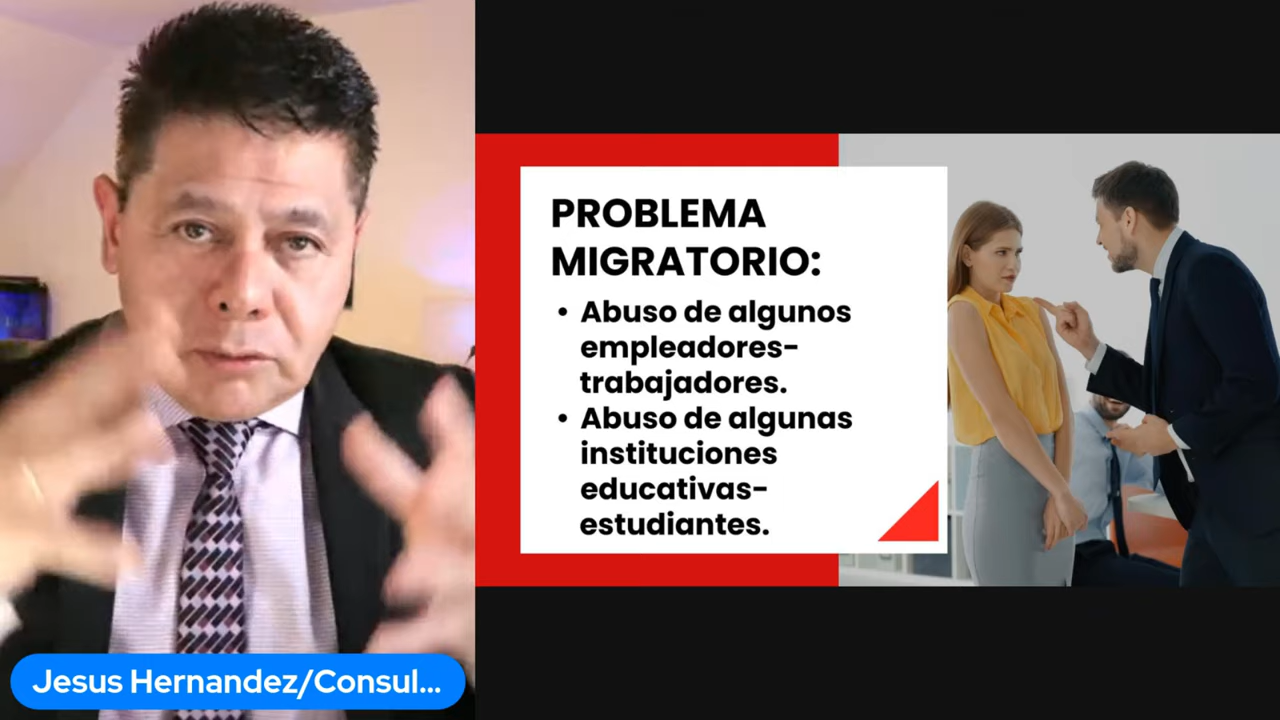 PROBLEMA
MIGRATORIO:
• Abuso de algunos
empleadores-
trabajadores.
• Abuso de algunas
instituciones
educativas-
estudiantes.
Jesus Hernandez/Consul...